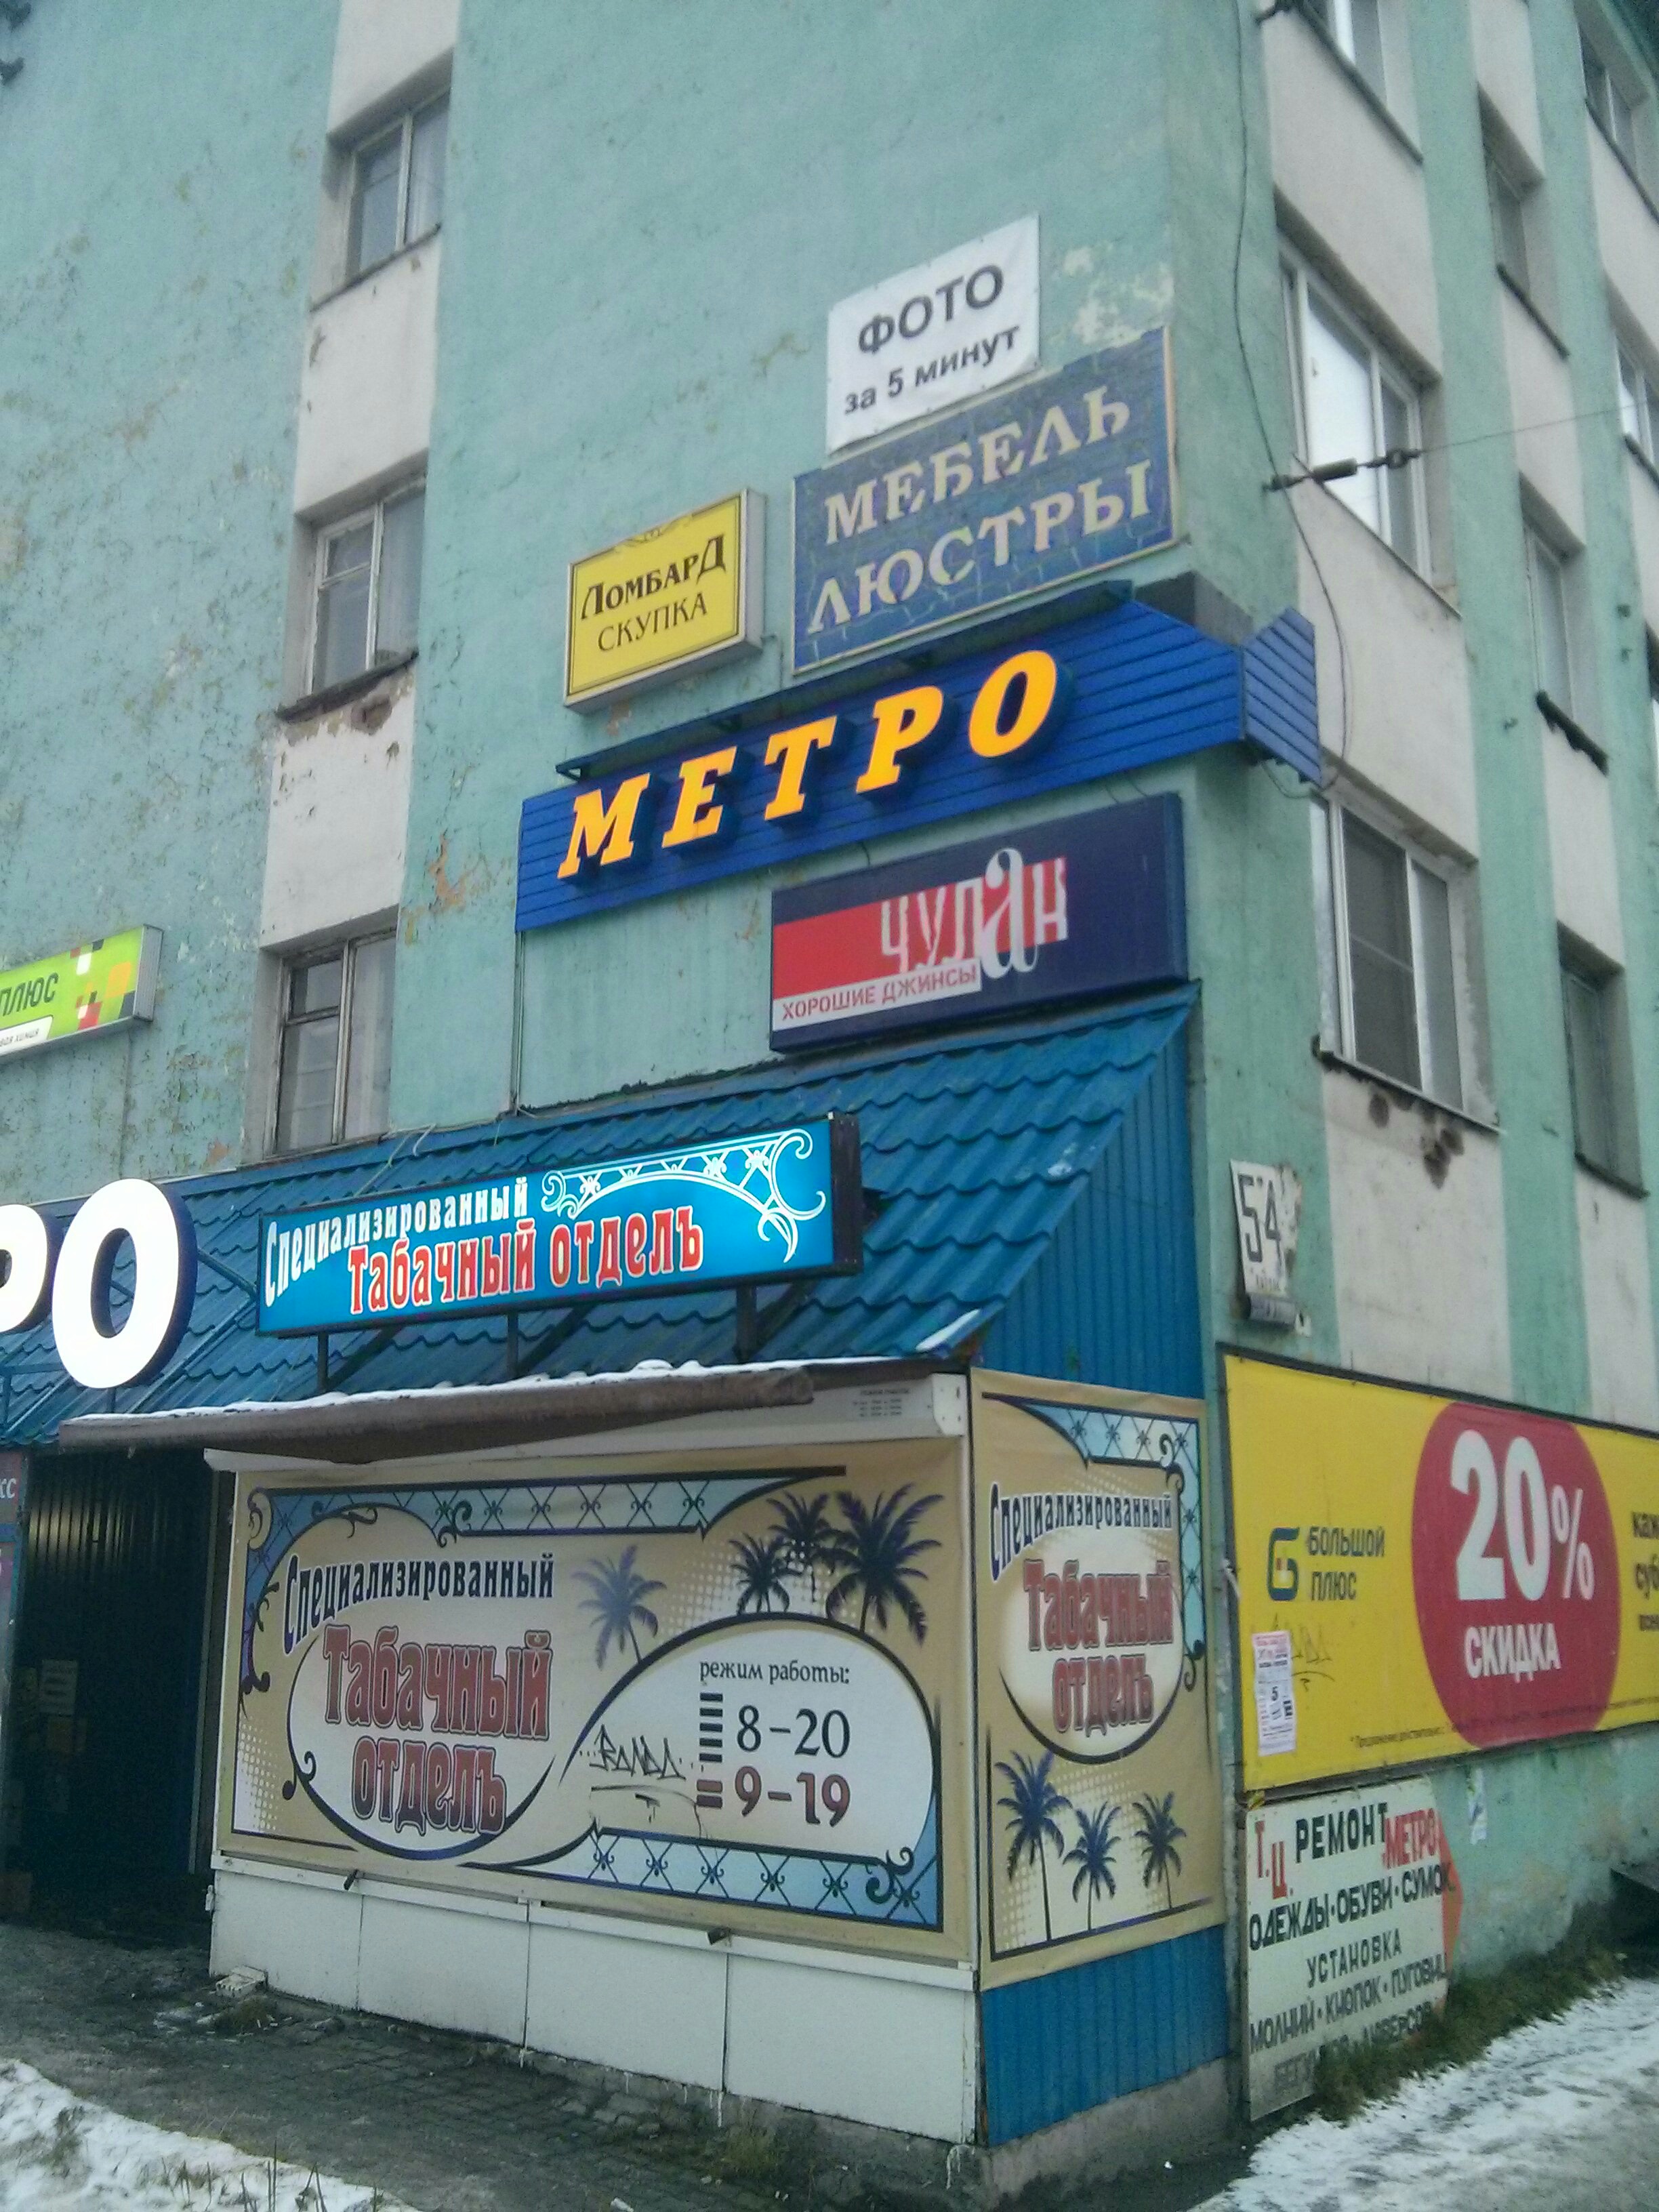 ФОТО
за 5 минут
МЕБЕЛЬ
ЛЮСТРЫ
ЛОМБАРД
СКУПКА
МЕТРО
чулан
ХОРОШИЕ ДЖИНСЫ
ПЛЮС
РО
Специализированный
Табачный отделъ
54
Специализированный
Табачный
отделъ
режим работы:
8-20
9-19
Специализированный
Табачный
отделъ
БОЛЬШОЙ
ПЛЮС
20%
СКИДКА
Т.Ц. РЕМОНТ МЕТРО
ОДЕЖДЫ·ОБУВИ·СУМОК
УСТАНОВКА
МОЛНИЙ·КНОПОК·ПУГОВИЦ